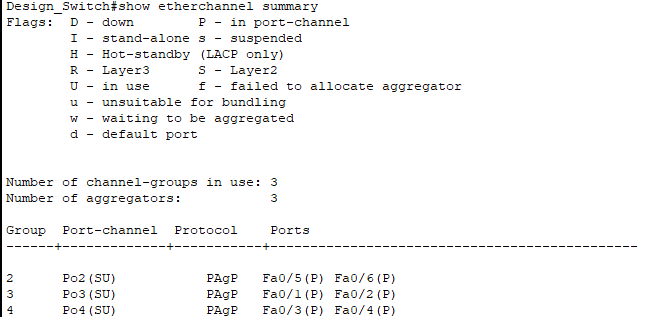 Design_Switch#show etherchannel summary
Flags:  D - down        P - in port-channel
        I - stand-alone s - suspended
        H - Hot-standby (LACP only)
        R - Layer3      S - Layer2
        U - in use      f - failed to allocate aggregator
        u - unsuitable for bundling
        w - waiting to be aggregated
        d - default port
Number of channel-groups in use: 3
Number of aggregators:           3
Group  Port-channel  Protocol    Ports
------+-------------+-----------+----------------------------------------------
2      Po2(SU)           PAgP   Fa0/5(P) Fa0/6(P)
3      Po3(SU)           PAgP   Fa0/1(P) Fa0/2(P)
4      Po4(SU)           PAgP   Fa0/3(P) Fa0/4(P)